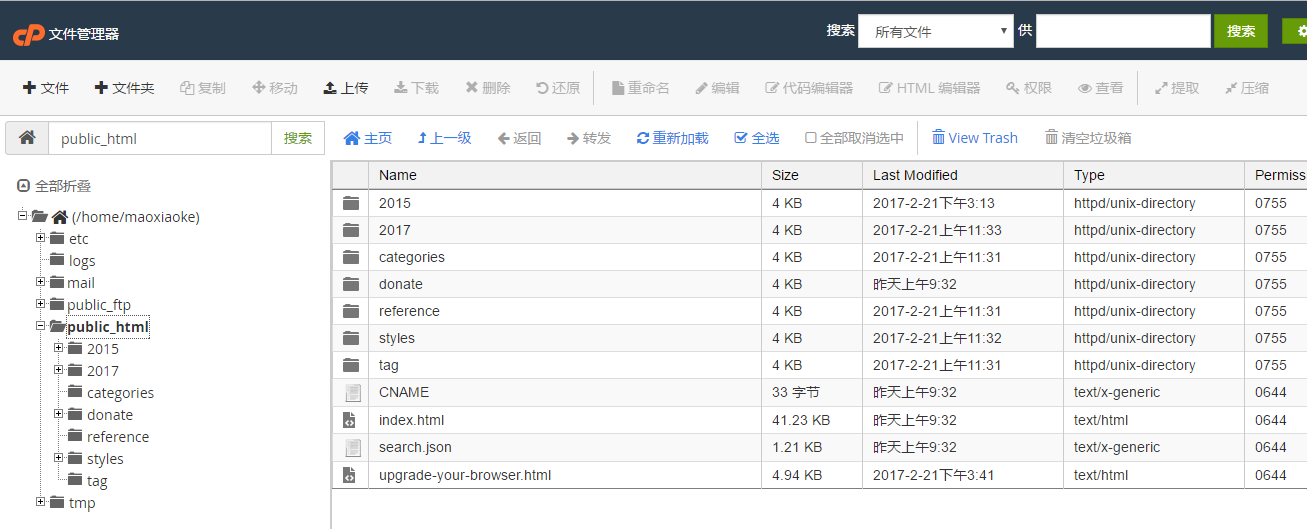 cP 文件管理器 搜索 所有文件 供 搜索
文件 文件夹 复制 移动 上传 下载 删除 还原 重命名 编辑 代码编辑器 HTML 编辑器 权限 查看 提取 压缩
public_html 搜索 主页 上一级 返回 转发 重新加载 全选 全部取消选中 View Trash 清空垃圾箱
全部折叠
(/home/maoxiaoke)
etc
logs
mail
public_ftp
public_html
2015
2017
categories
donate
reference
styles
tag
tmp
Name Size Last Modified Type Permiss
2015 4 KB 2017-2-21下午3:13 httpd/unix-directory 0755
2017 4 KB 2017-2-21上午11:33 httpd/unix-directory 0755
categories 4 KB 2017-2-21上午11:31 httpd/unix-directory 0755
donate 4 KB 昨天上午9:32 httpd/unix-directory 0755
reference 4 KB 2017-2-21上午11:31 httpd/unix-directory 0755
styles 4 KB 2017-2-21上午11:32 httpd/unix-directory 0755
tag 4 KB 2017-2-21上午11:31 httpd/unix-directory 0755
CNAME 33 字节 昨天上午9:32 text/x-generic 0644
index.html 41.23 KB 昨天上午9:32 text/html 0644
search.json 1.21 KB 昨天上午9:32 text/x-generic 0644
upgrade-your-browser.html 4.94 KB 2017-2-21下午3:41 text/html 0644